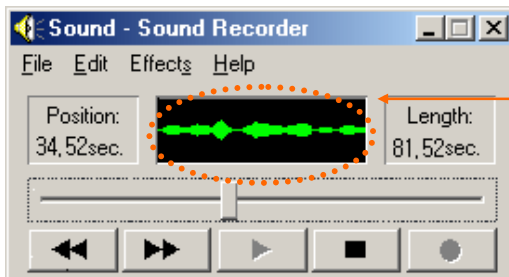 Sound - Sound Recorder
File Edit Effects Help
Position:
34,52sec.
Length:
81,52sec.